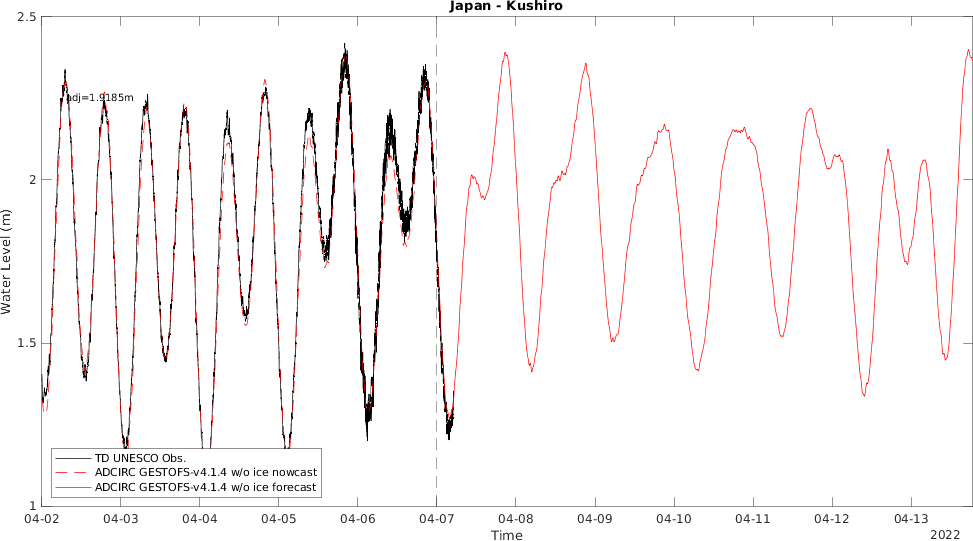 Japan - Kushiro
2.5
adj=1.9185m
2
Water Level (m)
1.5
TD UNESCO Obs.
ADCIRC GESTOFS-v4.1.4 w/o ice nowcast
ADCIRC GESTOFS-v4.1.4 w/o ice forecast
1
04-02 04-03 04-04 04-05 04-06 04-07 04-08 04-09 04-10 04-11 04-12 04-13
Time
2022